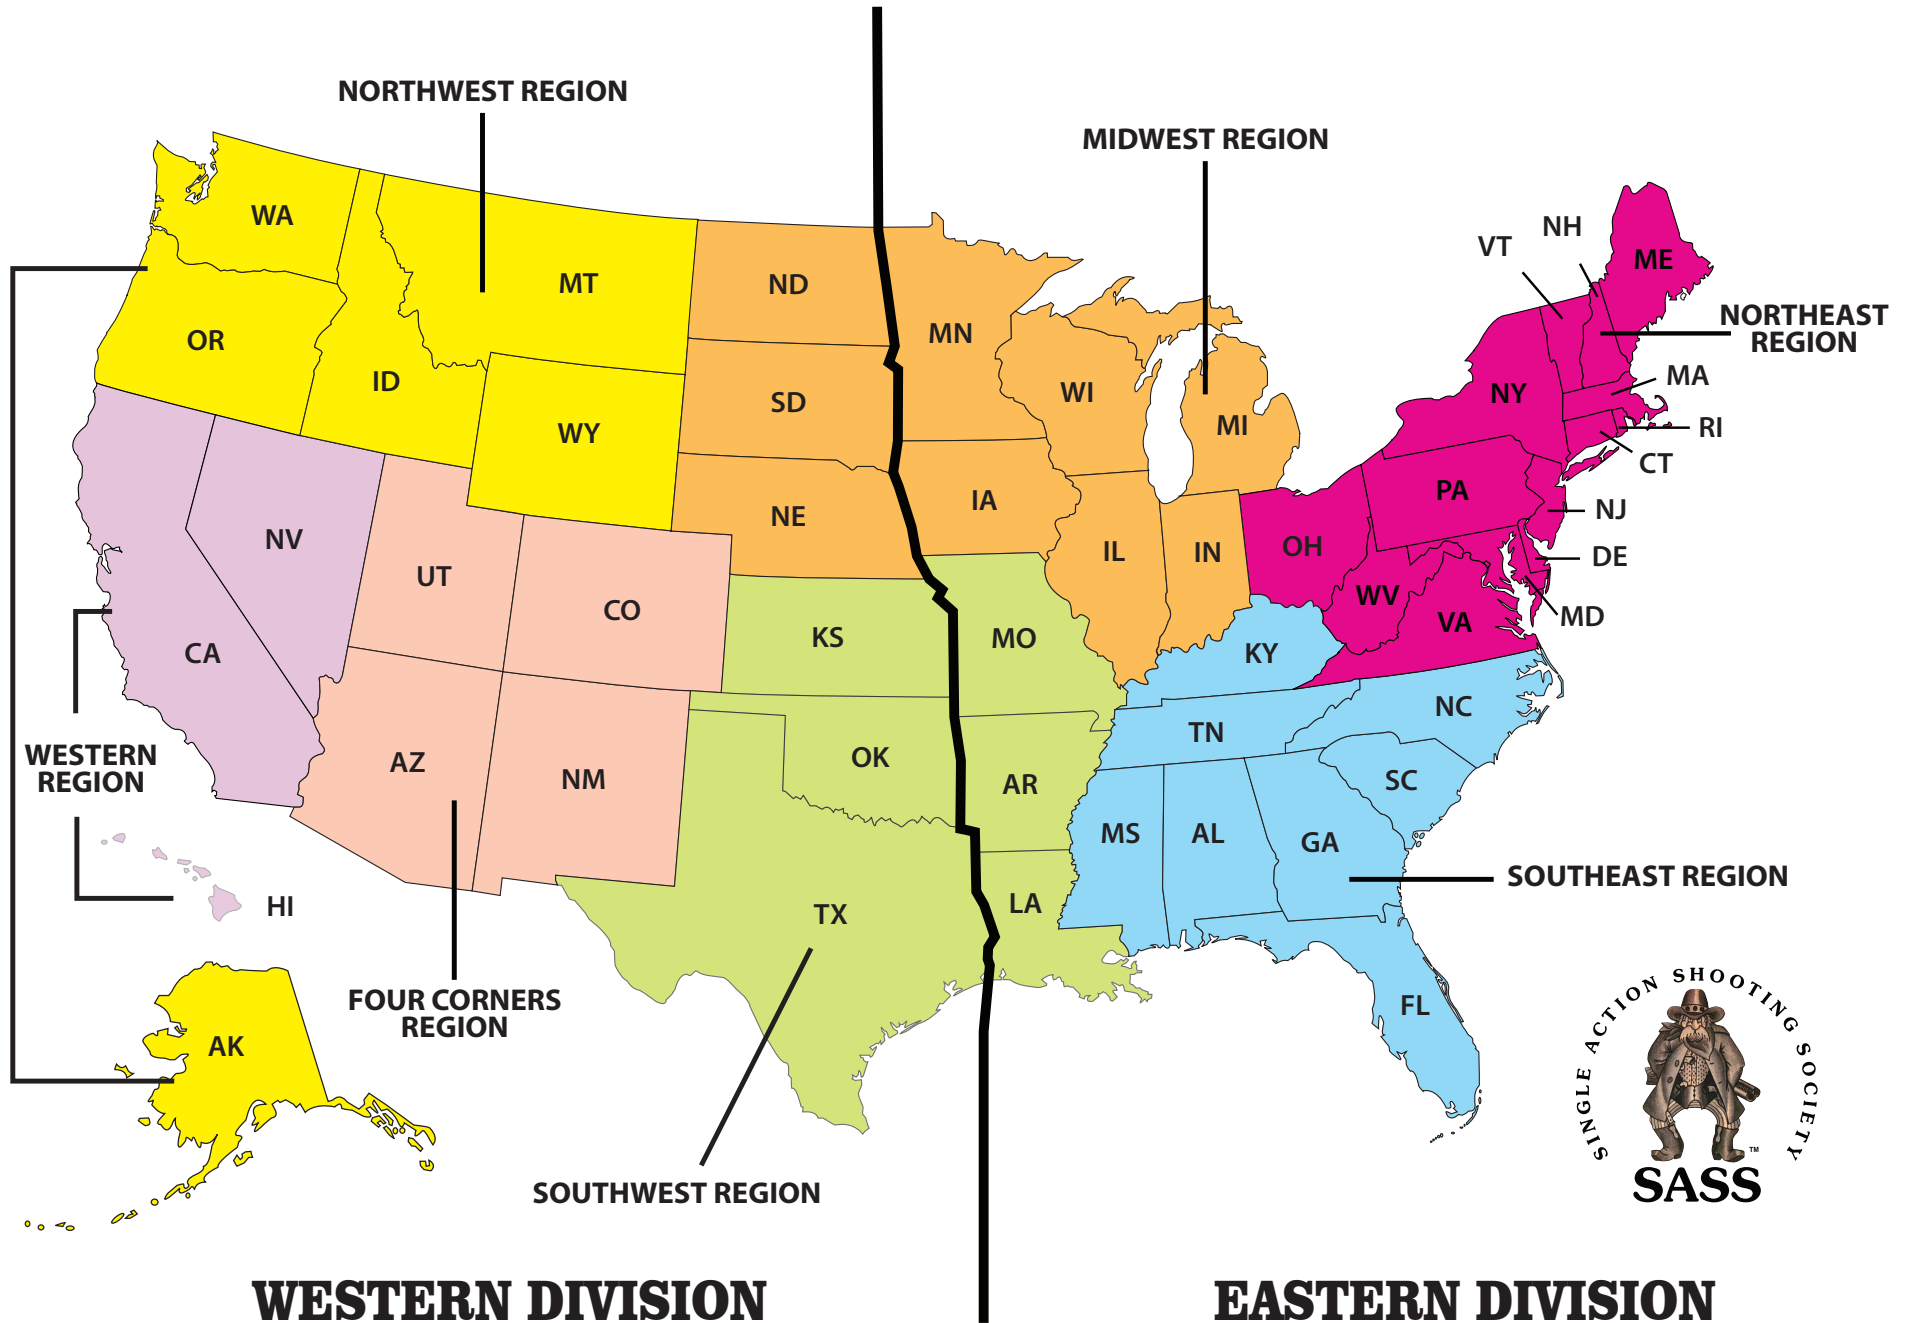 NORTHWEST REGION
MIDWEST REGION
WA
MT
ND
MN
VT
NH
ME
NORTHEAST
REGION
OR
ID
SD
WI
MI
NY
MA
RI
CT
WY
NE
IA
PA
NJ
NV
UT
CO
IL
IN
OH
DE
WV
VA
MD
CA
KS
MO
KY
NC
WESTERN
REGION
AZ
NM
OK
AR
TN
SC
MS
AL
GA
SOUTHEAST REGION
HI
TX
LA
FOUR CORNERS
REGION
FL
AK
SINGLE ACTION SHOOTING SOCIETY
TM
SASS
SOUTHWEST REGION
WESTERN DIVISION
EASTERN DIVISION